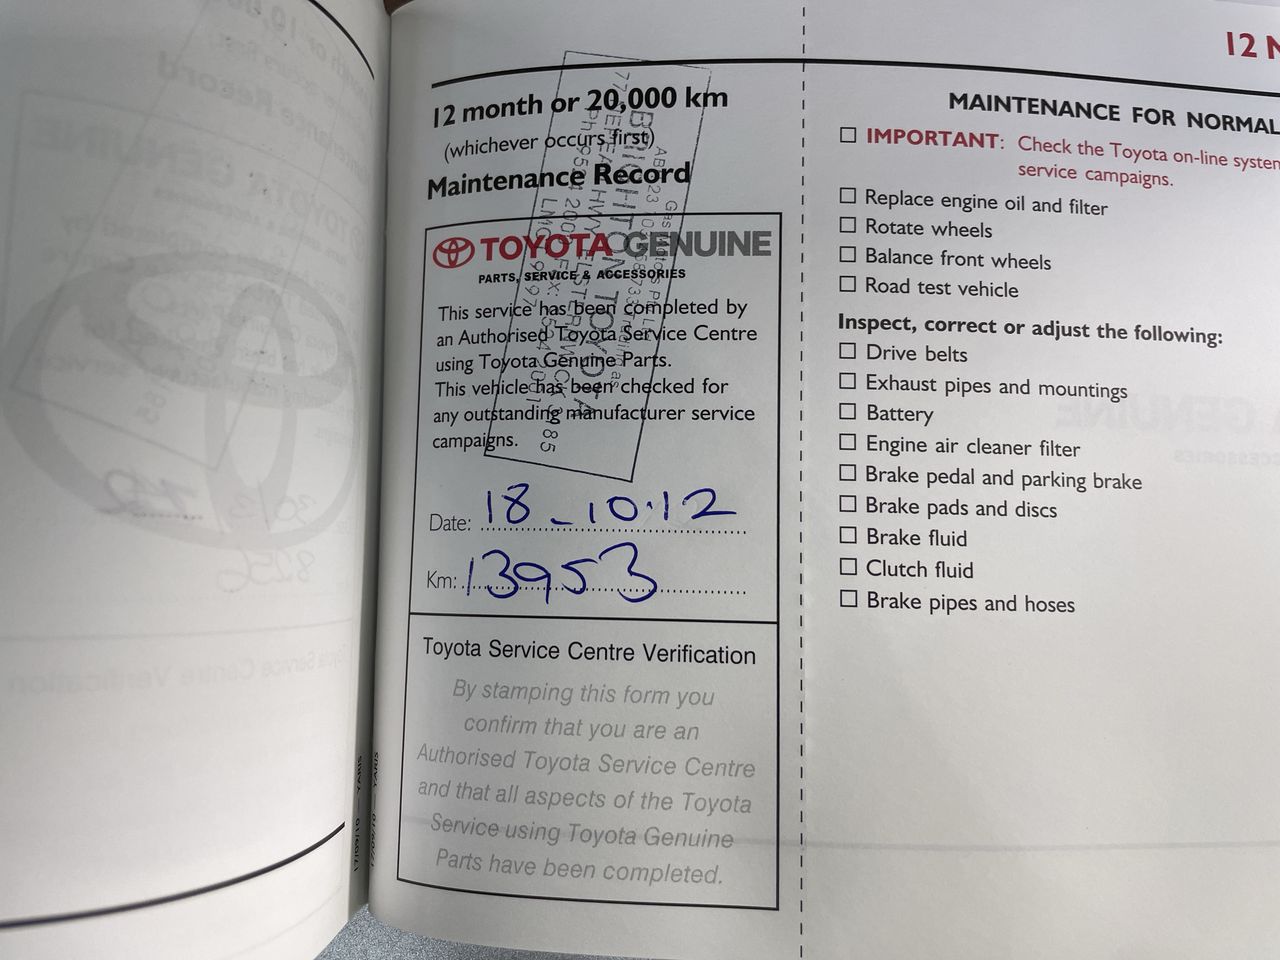 12 month or 20,000 km
(whichever occurs first)
Maintenance Record
TOYOTA GENUINE
PARTS, SERVICE & ACCESSORIES
This service has been completed by
an Authorised Toyota Service Centre
using Toyota Genuine Parts.
This vehicle has been checked for
any outstanding manufacturer service
campaigns.
Date: 18-10.12
Km: 13953
Toyota Service Centre Verification
By stamping this form you
confirm that you are an
Authorised Toyota Service Centre
and that all aspects of the Toyota
Service using Toyota Genuine
Parts have been completed.
BRIGHTON TOYOTA
12
MAINTENANCE FOR NORMAL
IMPORTANT: Check the Toyota on-line system
service campaigns.
Replace engine oil and filter
Rotate wheels
Balance front wheels
Road test vehicle
Inspect, correct or adjust the following:
Drive belts
Exhaust pipes and mountings
Battery
Engine air cleaner filter
Brake pedal and parking brake
Brake pads and discs
Brake fluid
Clutch fluid
Brake pipes and hoses
17/09/10 — YARIS